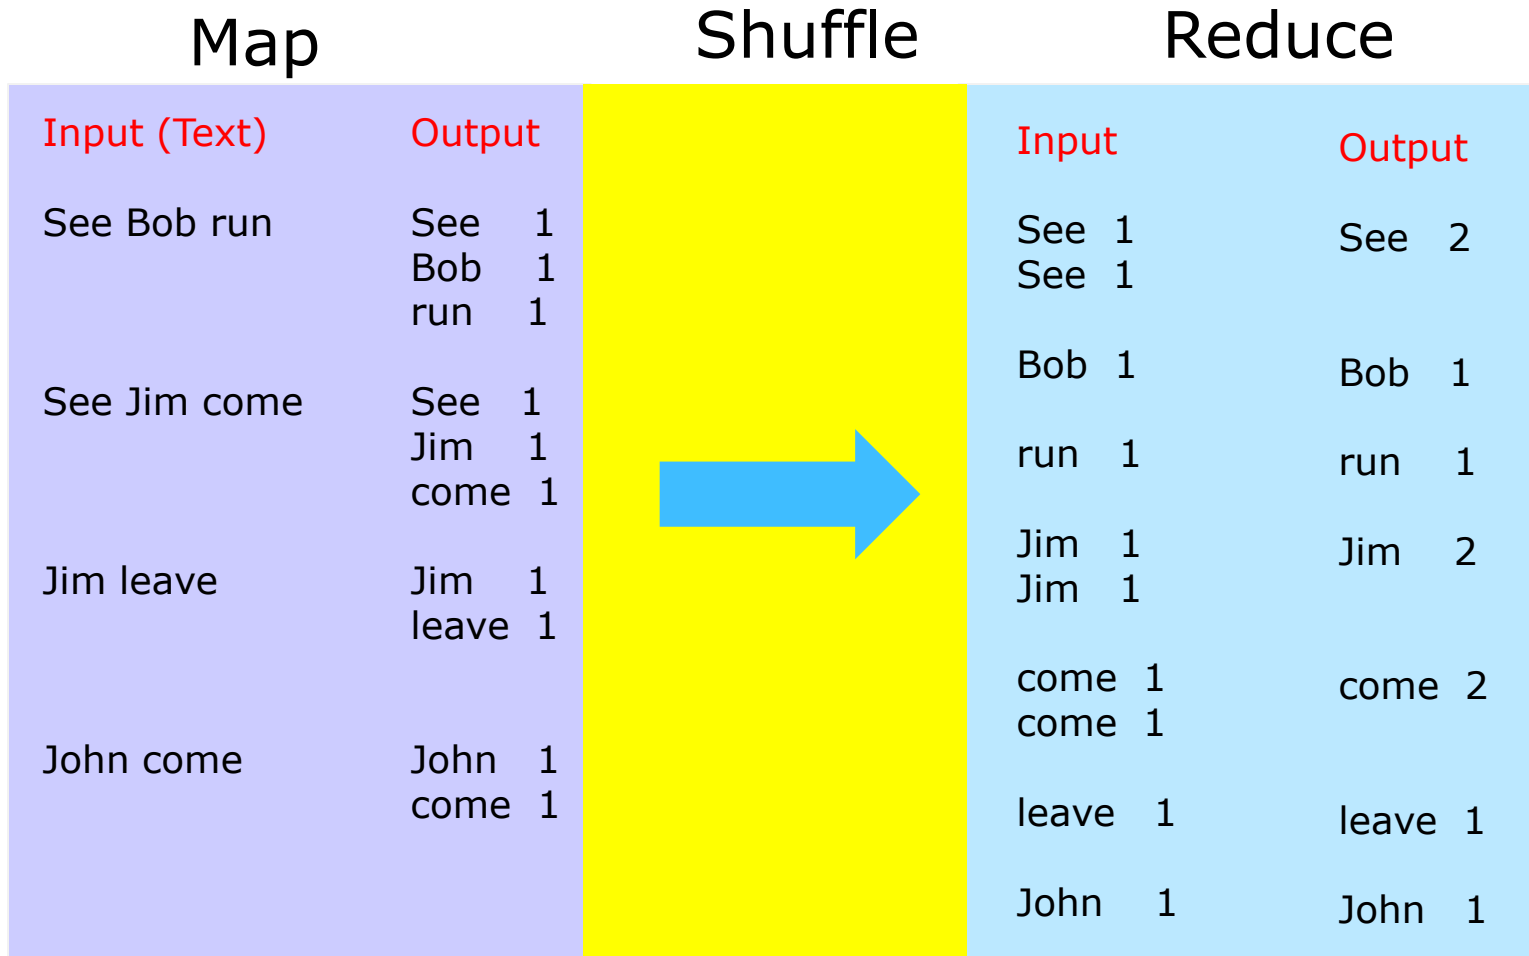 Map
Shuffle
Reduce
Input (Text)
Output
See Bob run
See 1
Bob 1
run 1
See Jim come
See 1
Jim 1
come 1
Jim leave
Jim 1
leave 1
John come
John 1
come 1
Input
See 1
See 1
Bob 1
run 1
Jim 1
Jim 1
come 1
come 1
leave 1
John 1
Output
See 2
Bob 1
run 1
Jim 2
come 2
leave 1
John 1